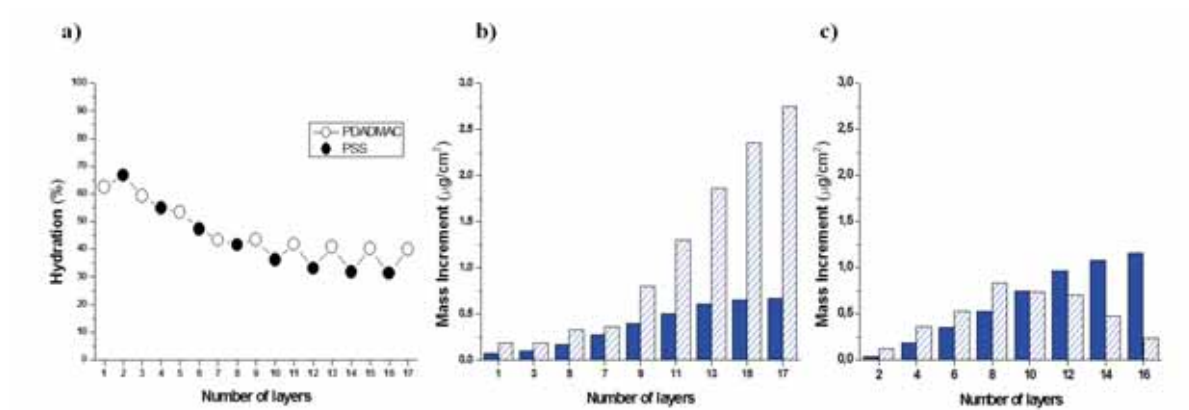 a) b) c)
100
90
80
70
60
50
40
30
20
10
0
Hydration (%)
PDADMAC
PSS
1 2 3 4 5 6 7 8 9 10 11 12 13 14 15 16 17
Number of layers
3,0
2,5
2,0
1,5
1,0
0,5
0,0
Mass Increment (µg/cm²)
1 3 5 7 9 11 13 15 17
Number of layers
3,0
2,5
2,0
1,5
1,0
0,5
0,0
Mass Increment (µg/cm²)
2 4 6 8 10 12 14 16
Number of layers